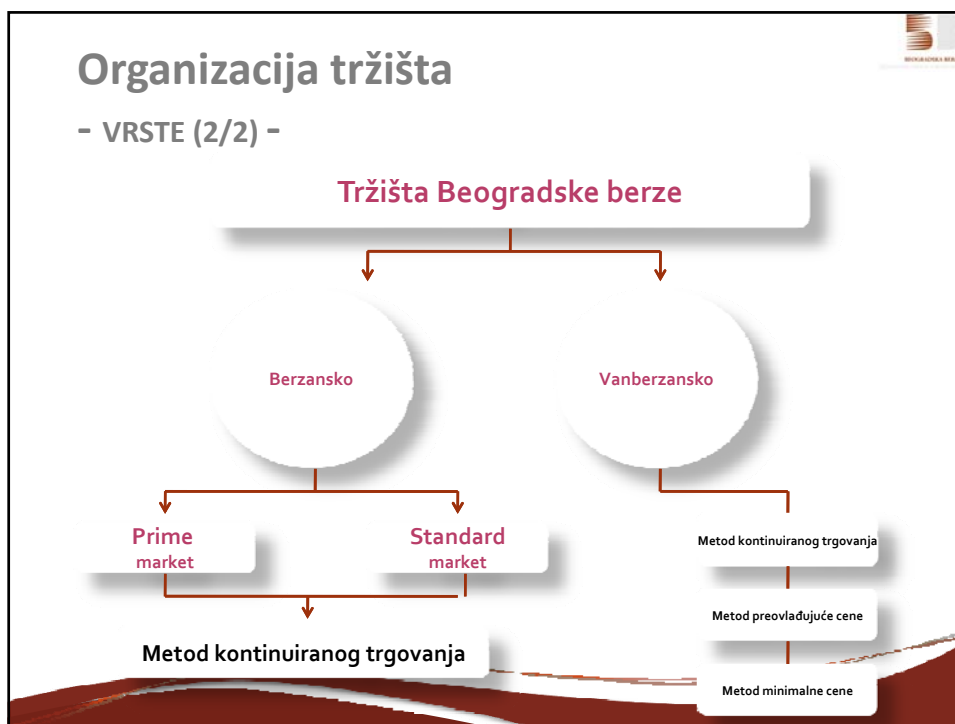 Organizacija tržišta
- VRSTE (2/2) -
Tržišta Beogradske berze
Berzansko
Vanberzansko
Prime
market
Standard
market
Metod kontinuiranog trgovanja
Metod kontinuiranog trgovanja
Metod preovlađujuće cene
Metod minimalne cene